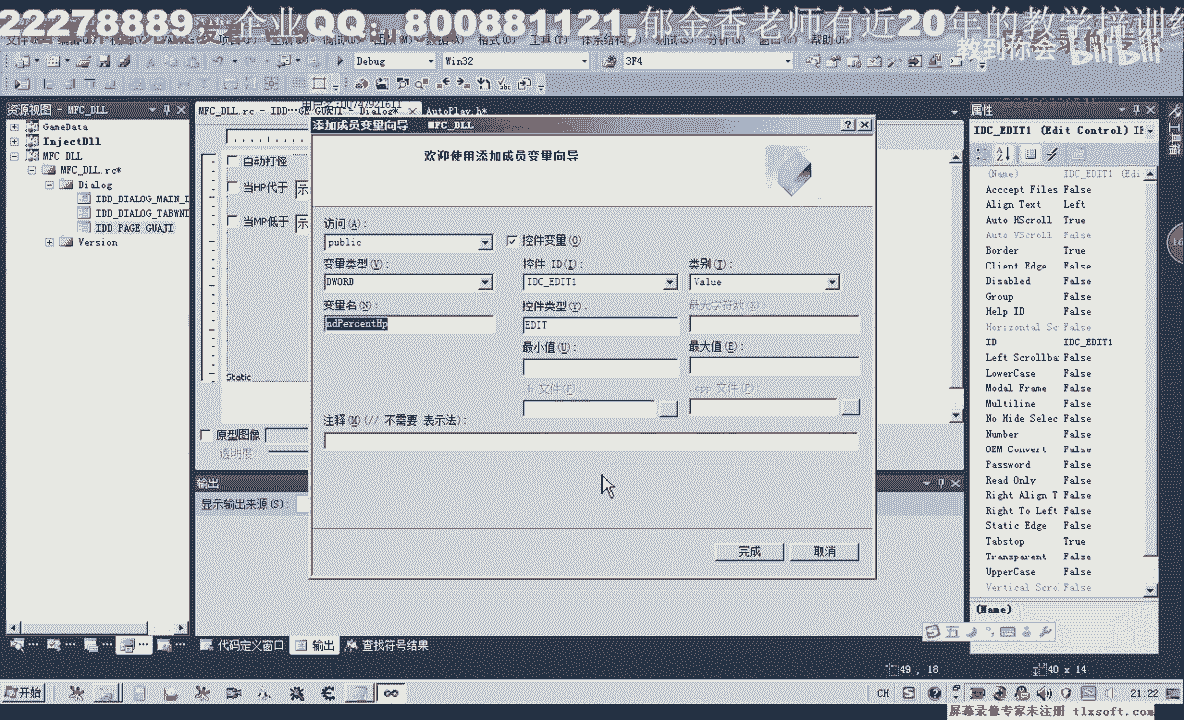 22278889
企业QQ：800881121,郁金香老师有近20年的教学培训经
教到你会
bilibili
Debug
Win32
3F4
资源视图 - MFC_DLL
GameData
InjectDll
MFC_DLL
MFC_DLL.rc*
Dialog
IDD_DIALOG_MAIN_D
IDD_DIALOG_TABWND
IDD_PAGE_GUAJI
Version
AutoPlay.h*
自动打怪
当HP代于
当MP低于
Static
原型图像
透明度:
添加成员变量向导 - MFC_DLL
欢迎使用添加成员变量向导
访问(A):
public
控件变量(O)
变量类型(V):
DWORD
控件 ID(I):
IDC_EDIT1
类别(T):
Value
变量名(N):
ndPercentHp
控件类型(Y):
EDIT
最大字符数(X):
最小值(U):
最大值(E):
.h 文件(F):
.cpp 文件(P):
注释(M)(// 不需要 表示法):
完成
取消
输出
显示输出来源(S):
代码定义窗口
输出
查找符号结果
属性
IDC_EDIT1 (Edit Control) IE
(Name) IDC_EDIT1 (Edi
Acccept Files False
Align Text Left
Auto HScroll True
Auto VScroll False
Border True
Client Edge False
Disabled False
Group False
Help ID False
Horizontal Sc False
ID IDC_EDIT1
Left Scrollba False
LowerCase False
Modal Frame False
Multiline False
No Hide Selec False
Number False
OEM Convert False
Password False
Read Only False
Right Align T False
Right To Left False
Static Edge False
Tabstop True
Transparent False
UpperCase False
Vertical Scro False
(Name)
49 , 18
40 x 14
开始
CH
21:22
屏幕录像专家未注册 tlxsoft.com